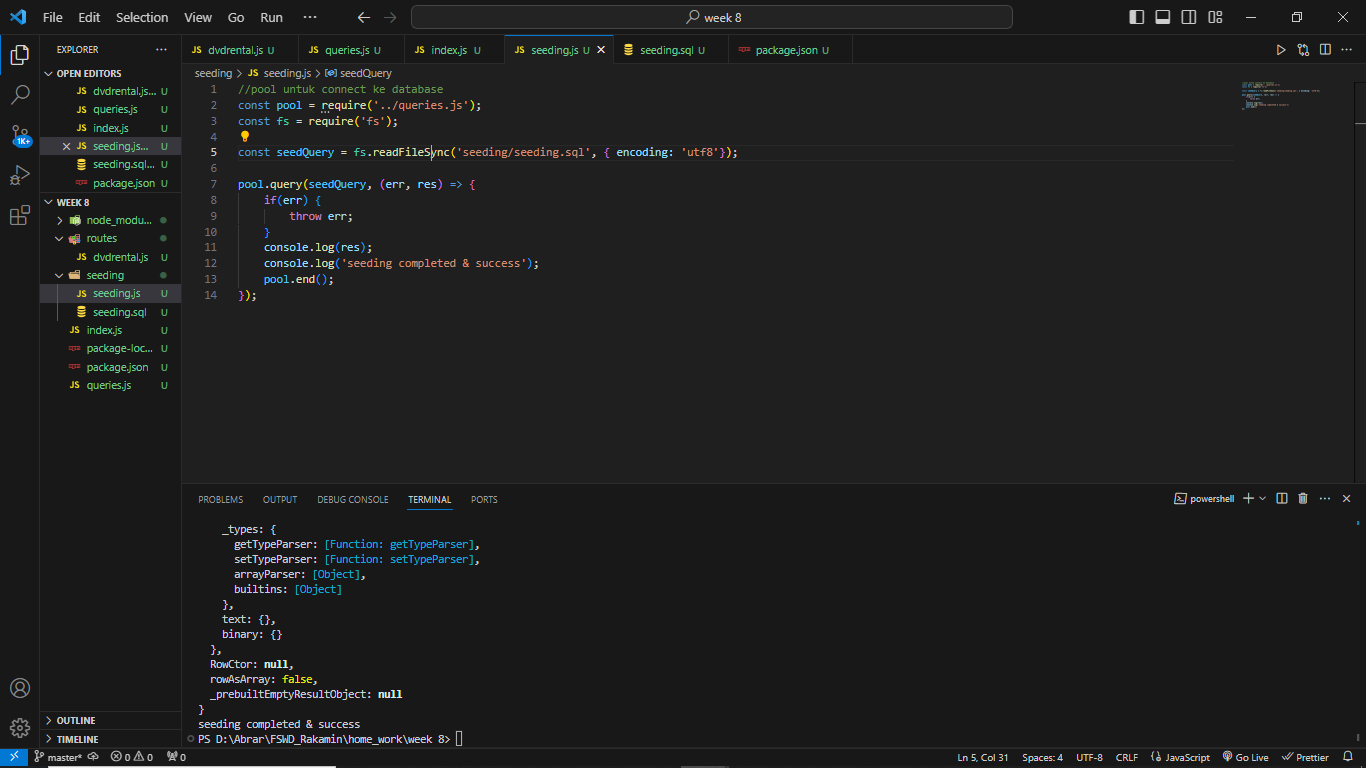 File Edit Selection View Go Run ··· week 8
EXPLORER ···
OPEN EDITORS
JS dvdrental.js... U
JS queries.js U
JS index.js U
JS seeding.js... U
seeding.sql... U
package.json U
WEEK 8
node_modu...
routes
JS dvdrental.js U
seeding
JS seeding.js U
seeding.sql U
JS index.js U
package-loc... U
package.json U
JS queries.js U
OUTLINE
TIMELINE
1K+
JS dvdrental.js U JS queries.js U JS index.js U JS seeding.js U seeding.sql U package.json U
seeding > JS seeding.js > seedQuery
1 //pool untuk connect ke database
2 const pool = require('../queries.js');
3 const fs = require('fs');
4
5 const seedQuery = fs.readFileSync('seeding/seeding.sql', { encoding: 'utf8'});
6
7 pool.query(seedQuery, (err, res) => {
8 if(err) {
9 throw err;
10 }
11 console.log(res);
12 console.log('seeding completed & success');
13 pool.end();
14 });
PROBLEMS OUTPUT DEBUG CONSOLE TERMINAL PORTS powershell
_types: {
getTypeParser: [Function: getTypeParser],
setTypeParser: [Function: setTypeParser],
arrayParser: [Object],
builtins: [Object]
},
text: {},
binary: {}
},
RowCtor: null,
rowAsArray: false,
_prebuiltEmptyResultObject: null
}
seeding completed & success
PS D:\Abrar\FSWD_Rakamin\home_work\week 8>
master* 0 0 0 Ln 5, Col 31 Spaces: 4 UTF-8 CRLF JavaScript Go Live Prettier